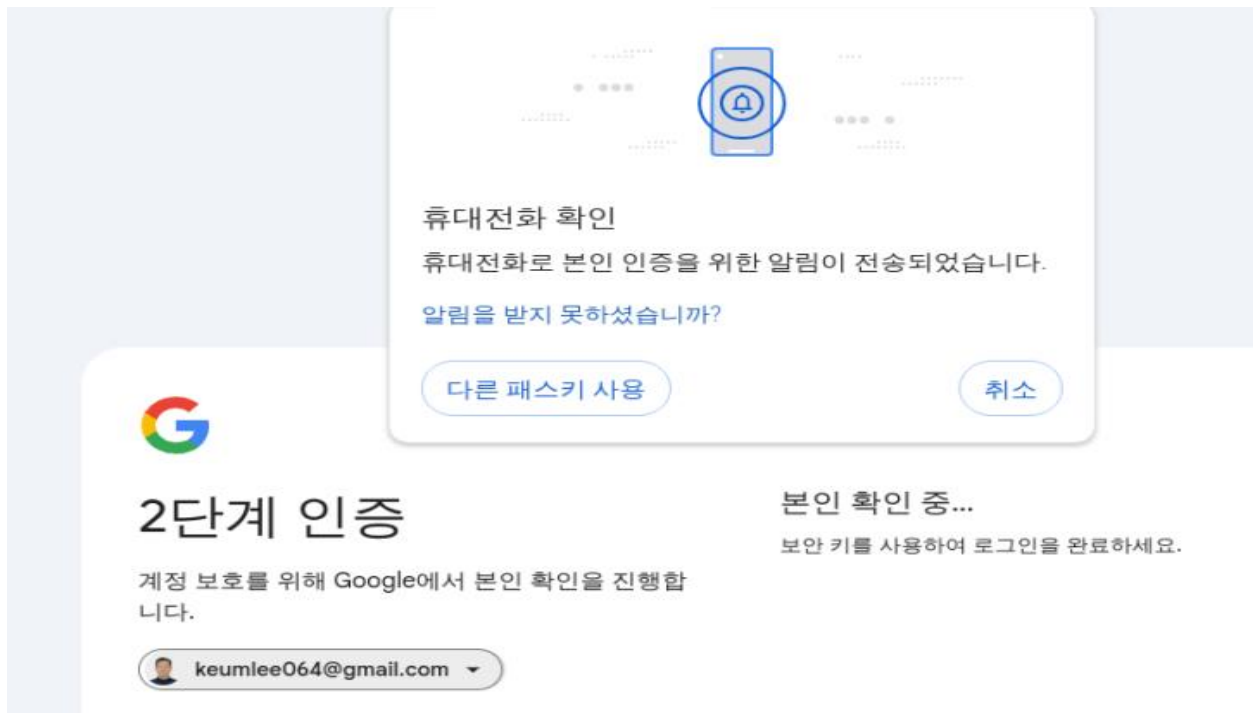 휴대전화 확인
휴대전화로 본인 인증을 위한 알림이 전송되었습니다.
알림을 받지 못하셨습니까?
다른 패스키 사용
취소
2단계 인증
계정 보호를 위해 Google에서 본인 확인을 진행합
니다.
keumlee064@gmail.com
본인 확인 중...
보안 키를 사용하여 로그인을 완료하세요.